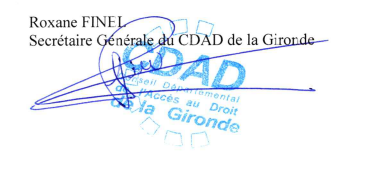 Roxane FINEL
Secrétaire Générale du CDAD de la Gironde
CDAD
Conseil Départemental
de l'Accès au Droit
de la Gironde